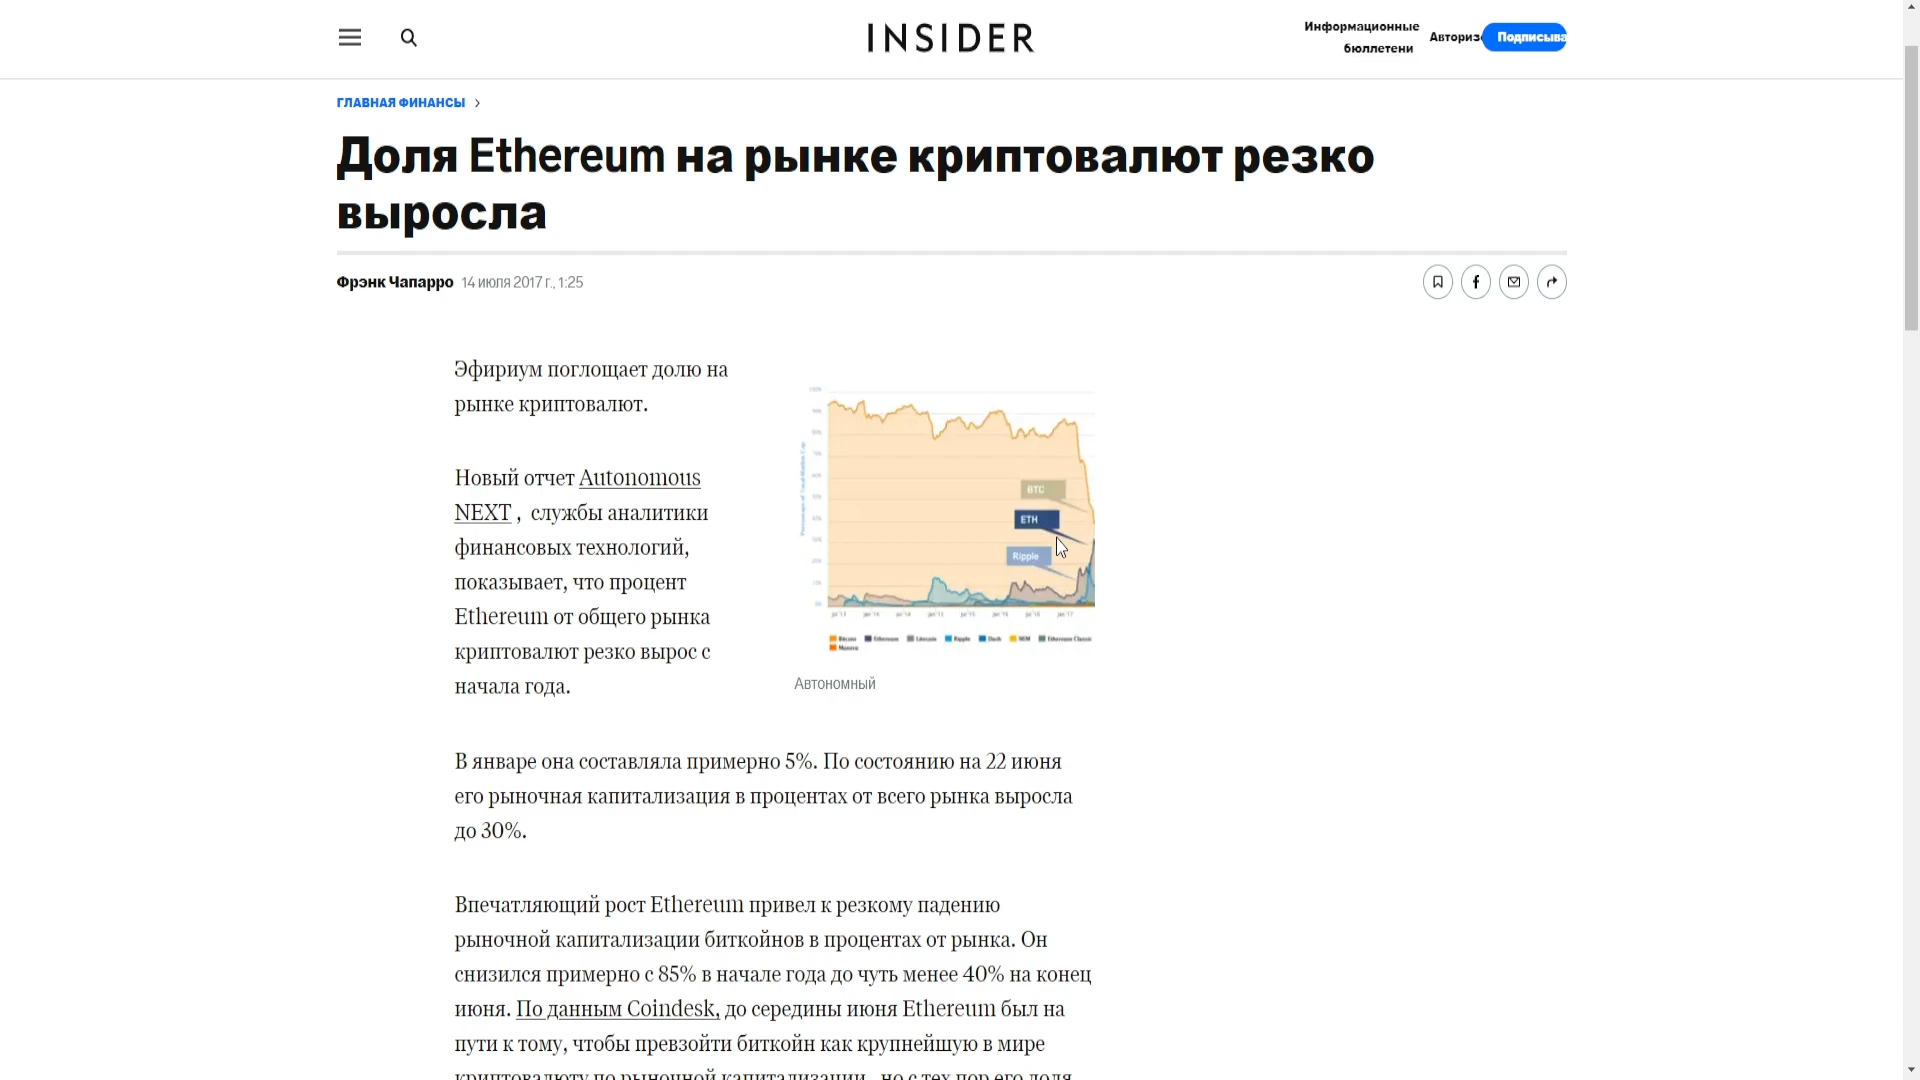 INSIDER
Информационные
бюллетени
Авториз
Подписыва
ГЛАВНАЯ ФИНАНСЫ
Доля Ethereum на рынке криптовалют резко
выросла
Фрэнк Чапарро 14 июля 2017 г., 1:25
Эфириум поглощает долю на
рынке криптовалют.
Новый отчет Autonomous
NEXT , службы аналитики
финансовых технологий,
показывает, что процент
Ethereum от общего рынка
криптовалют резко вырос с
начала года.
BTC
ETH
Ripple
Bitcoin Ethereum Litecoin Ripple Dash NEM Ethereum Classic
Monero
Автономный
В январе она составляла примерно 5%. По состоянию на 22 июня
его рыночная капитализация в процентах от всего рынка выросла
до 30%.
Впечатляющий рост Ethereum привел к резкому падению
рыночной капитализации биткойнов в процентах от рынка. Он
снизился примерно с 85% в начале года до чуть менее 40% на конец
июня. По данным Coindesk, до середины июня Ethereum был на
пути к тому, чтобы превзойти биткойн как крупнейшую в мире
криптовалюту по рыночной капитализации , но с тех пор его доля